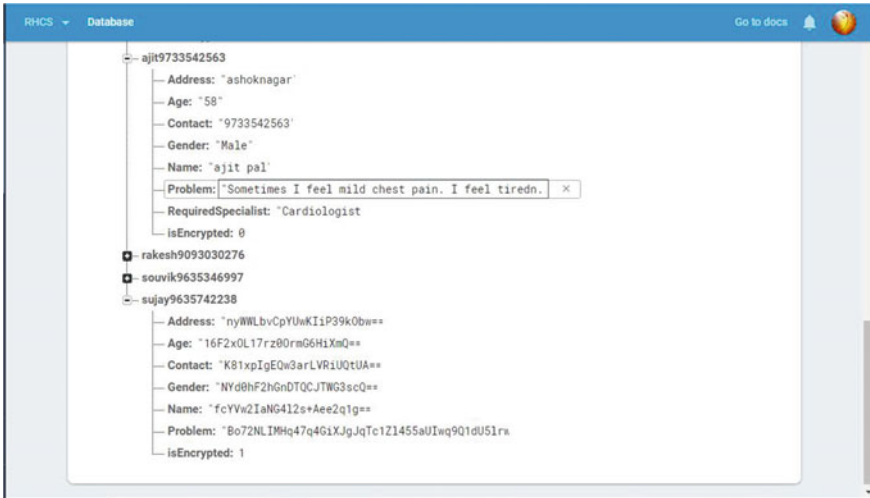 RHCS Database Go to docs
ajit9733542563
Address: "ashoknagar'
Age: "58"
Contact: "9733542563'
Gender: "Male"
Name: "ajit pal'
Problem: "Sometimes I feel mild chest pain. I feel tiredn. ×
RequiredSpecialist: "Cardiologist
isEncrypted: 0
rakesh9093030276
souvik9635346997
sujay9635742238
Address: "nyWWLbvCpYUwKIiP39kObw==
Age: "16F2xOL17rz0OrmG6HiXmQ==
Contact: "K81xpIgEQw3arLVRiUQtUA==
Gender: "NYd0hF2hGnDTQCJTWG3scQ==
Name: "fcYVw2IaNG4l2s+Aee2q1g==
Problem: "Bo72NLIMHq47q4GiXJgJqTc1Zl455aUIwq9Q1dU5lrw
isEncrypted: 1